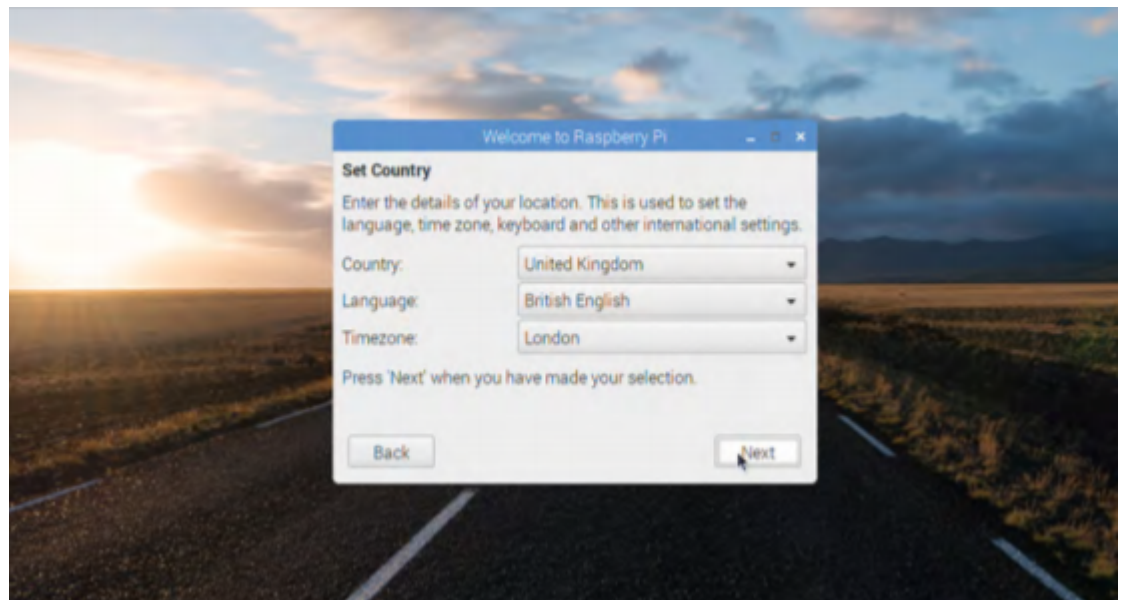 Welcome to Raspberry Pi
Set Country
Enter the details of your location. This is used to set the
language, time zone, keyboard and other international settings.
Country: United Kingdom
Language: British English
Timezone: London
Press 'Next' when you have made your selection.
Back Next